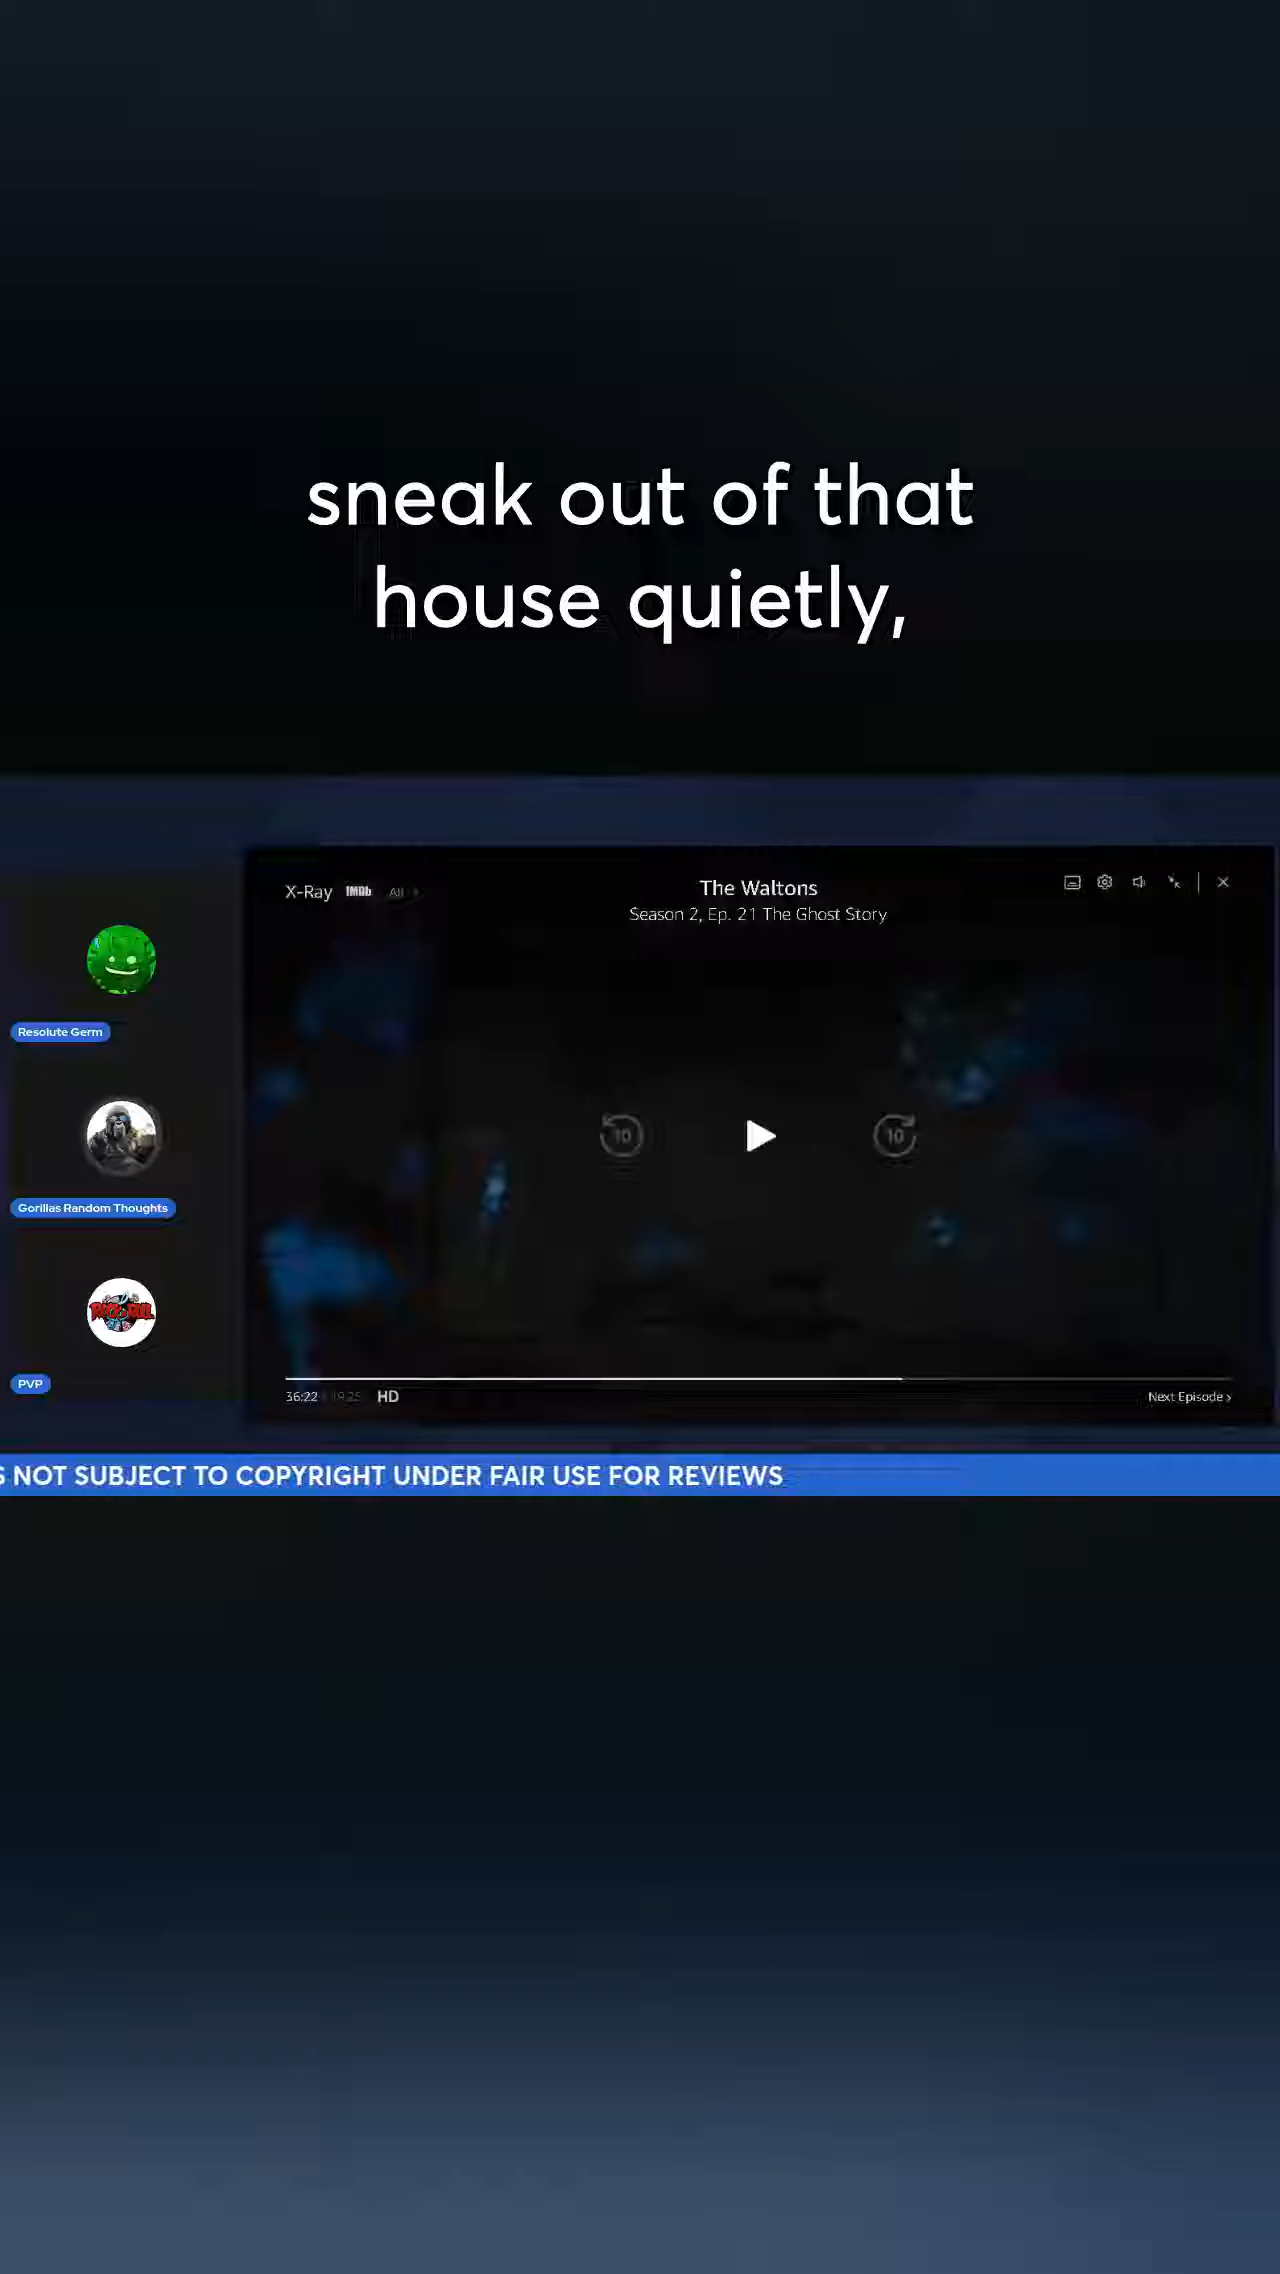 sneak out of that
house quietly,
X-Ray IMDb All
The Waltons
Season 2, Ep. 21 The Ghost Story
Resolute Germ
10
10
Gorillas Random Thoughts
PVP
36:22
HD
Next Episode ›
NOT SUBJECT TO COPYRIGHT UNDER FAIR USE FOR REVIEWS